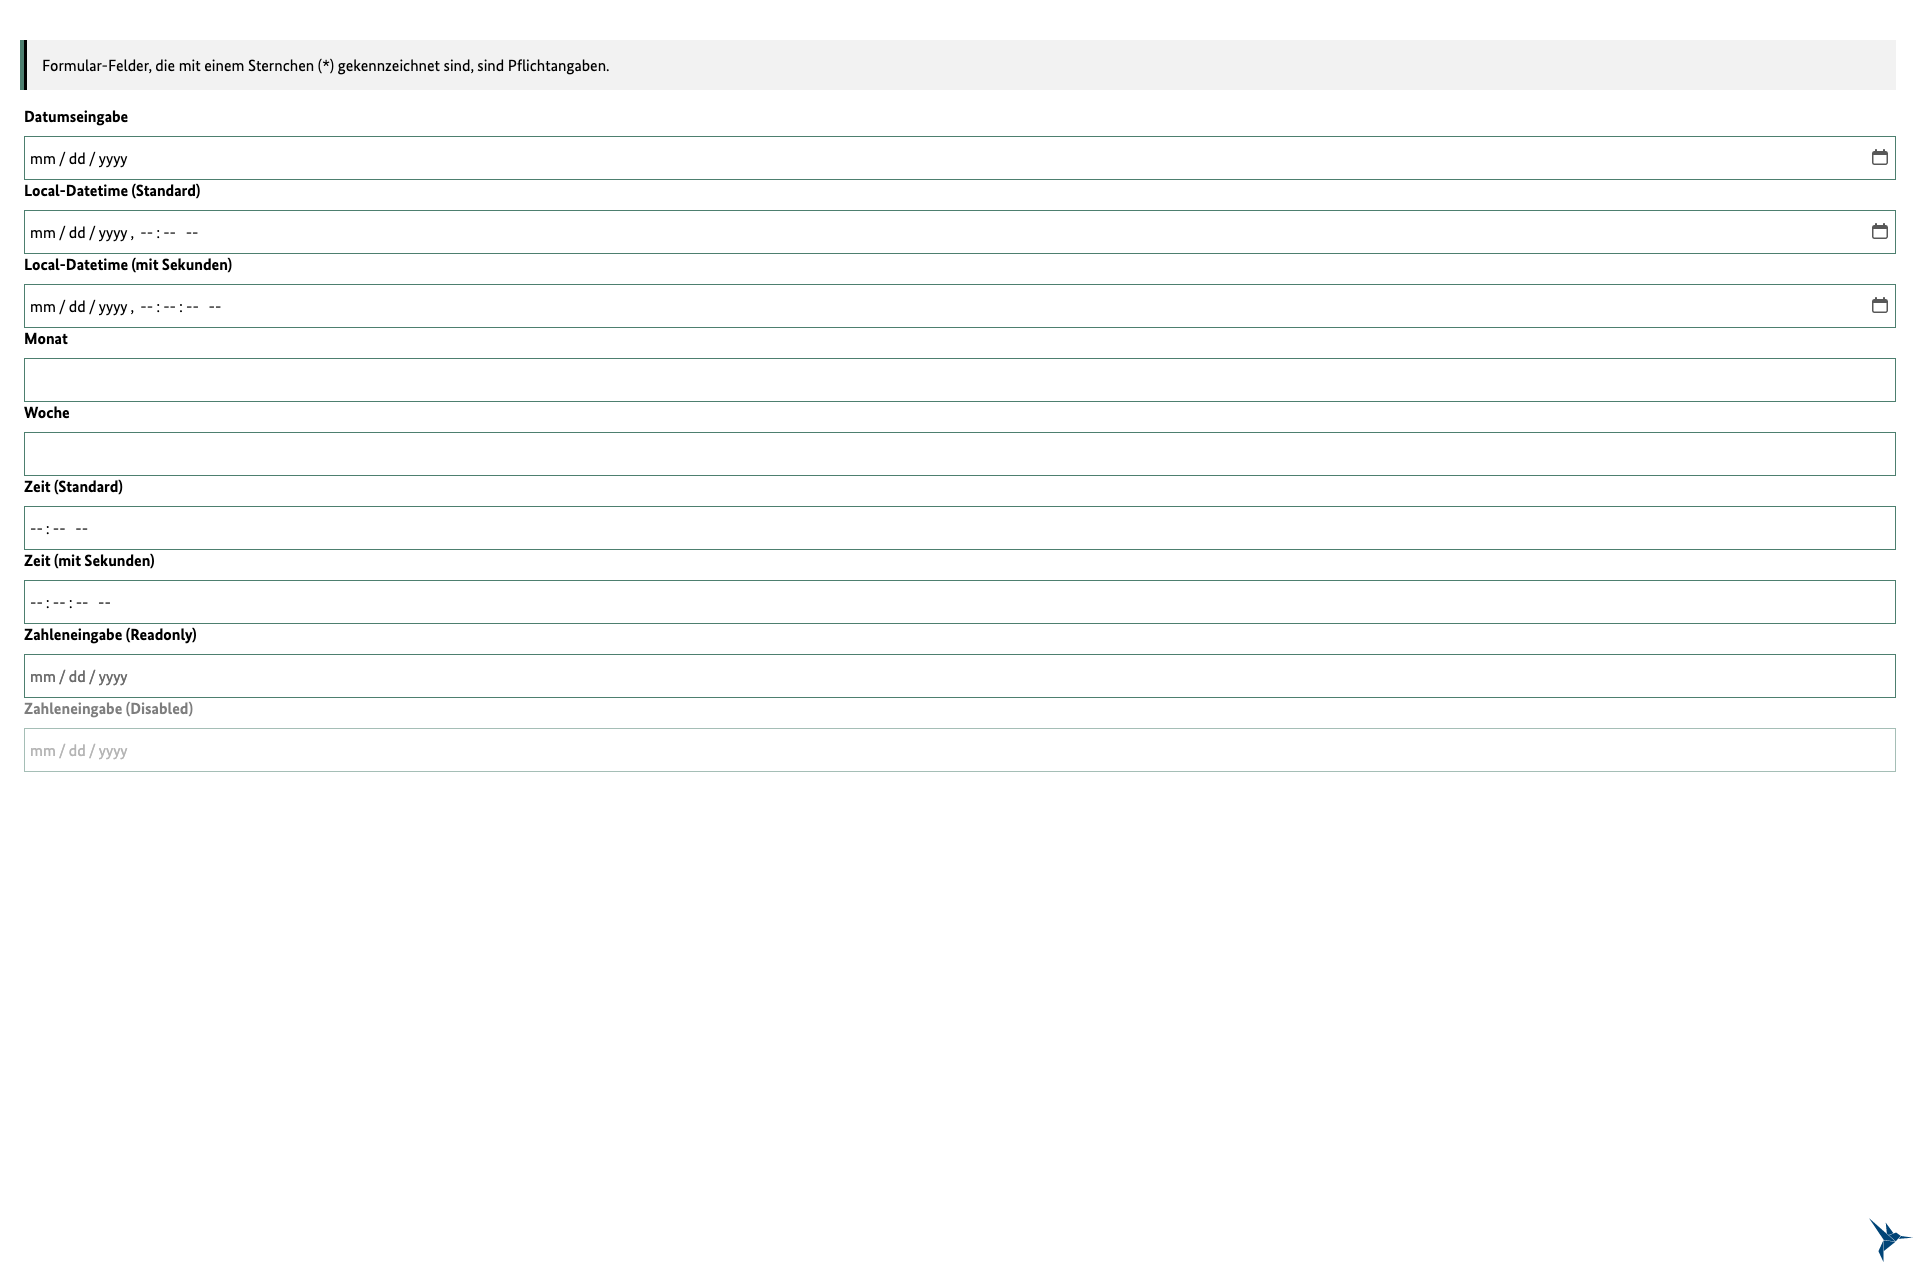 Formular-Felder, die mit einem Sternchen (*) gekennzeichnet sind, sind Pflichtangaben.
Datumseingabe
mm / dd / yyyy
Local-Datetime (Standard)
mm / dd / yyyy , -- : -- --
Local-Datetime (mit Sekunden)
mm / dd / yyyy , -- : -- : -- --
Monat
Woche
Zeit (Standard)
-- : -- --
Zeit (mit Sekunden)
-- : -- : -- --
Zahleneingabe (Readonly)
mm / dd / yyyy
Zahleneingabe (Disabled)
mm / dd / yyyy